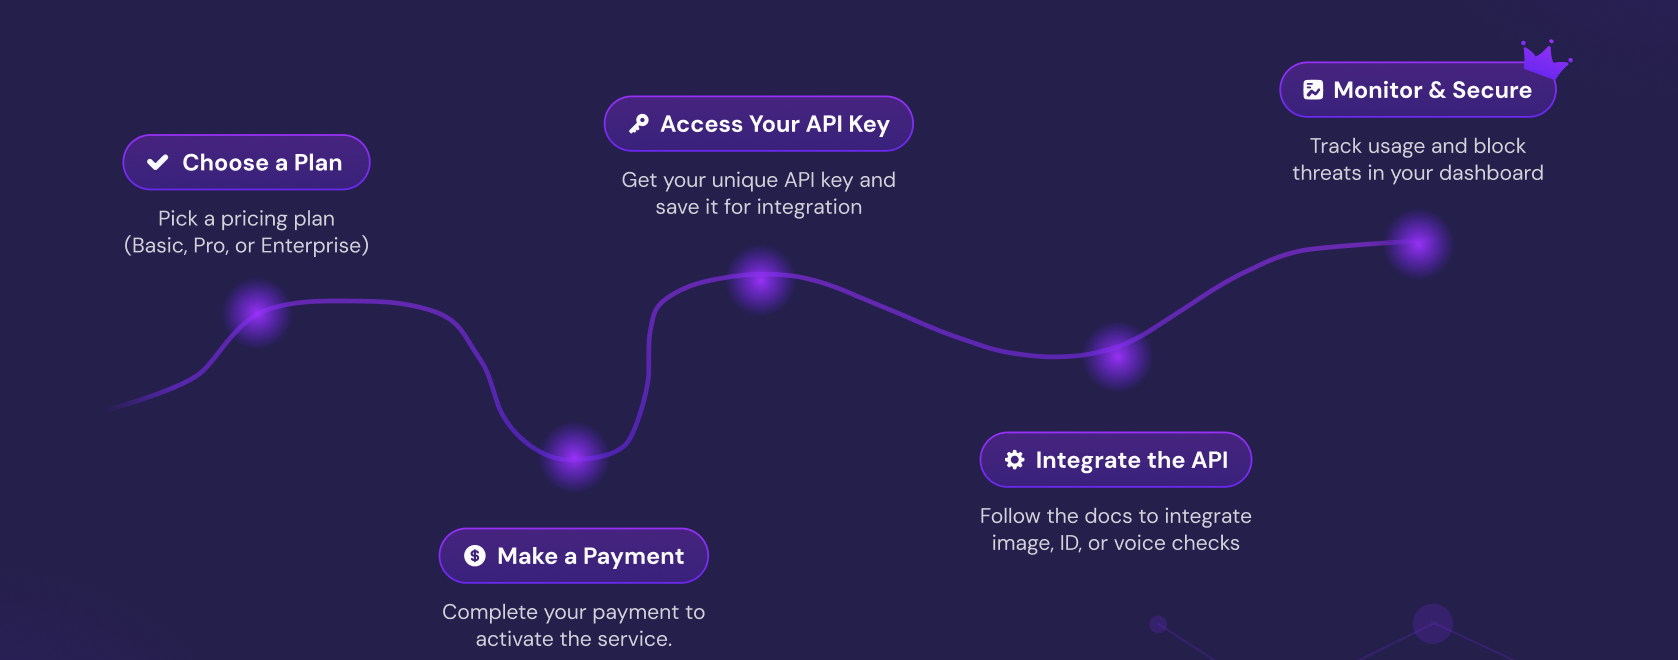 Choose a Plan
Pick a pricing plan
(Basic, Pro, or Enterprise)
Make a Payment
Complete your payment to
activate the service.
Access Your API Key
Get your unique API key and
save it for integration
Integrate the API
Follow the docs to integrate
image, ID, or voice checks
Monitor & Secure
Track usage and block
threats in your dashboard